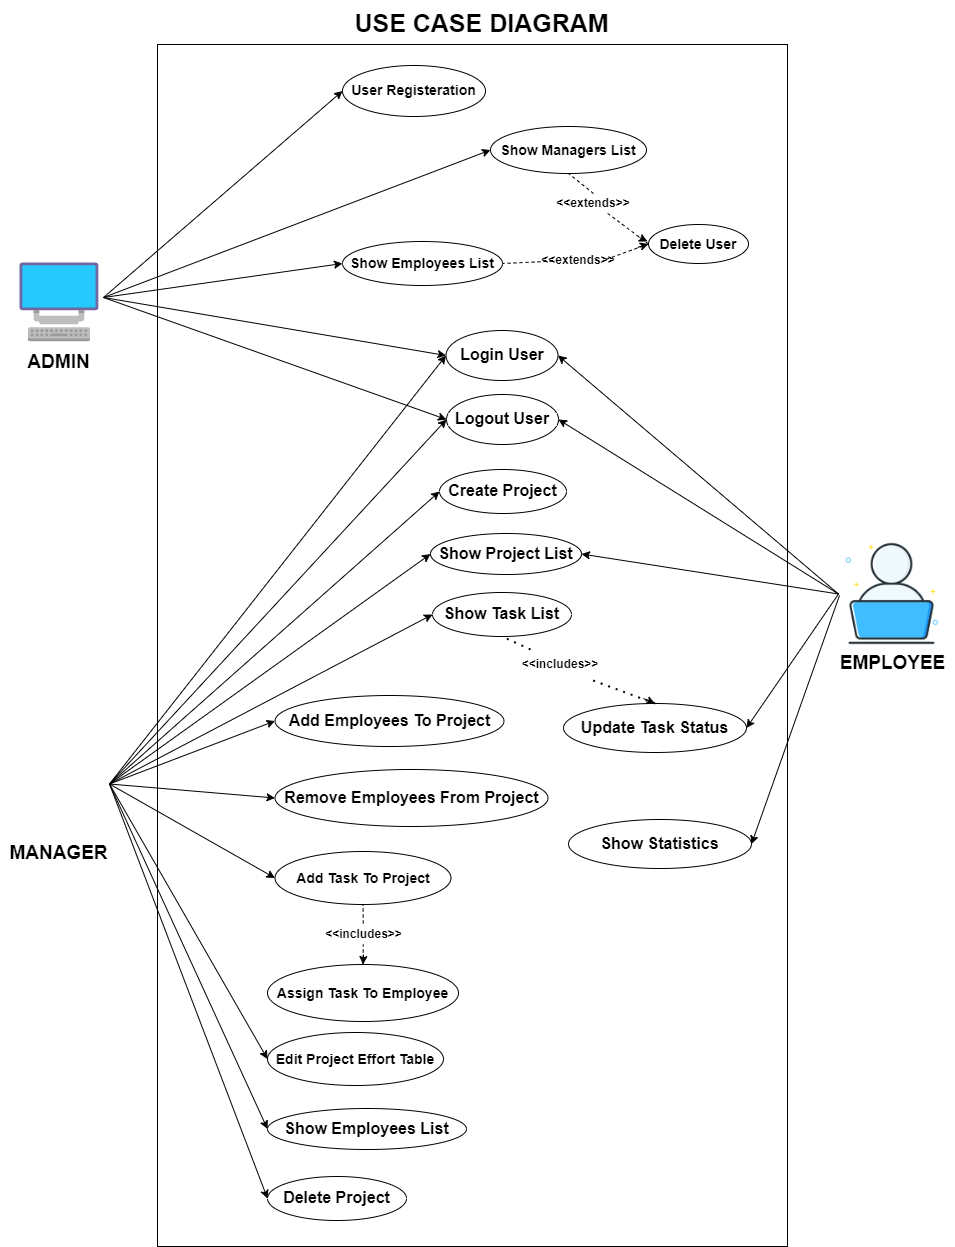 USE CASE DIAGRAM
User Registeration
Show Managers List
<<extends>>
Delete User
Show Employees List
<<extends>>
ADMIN
Login User
Logout User
Create Project
Show Project List
Show Task List
<<includes>>
EMPLOYEE
Add Employees To Project
Update Task Status
Remove Employees From Project
Show Statistics
MANAGER
Add Task To Project
<<includes>>
Assign Task To Employee
Edit Project Effort Table
Show Employees List
Delete Project